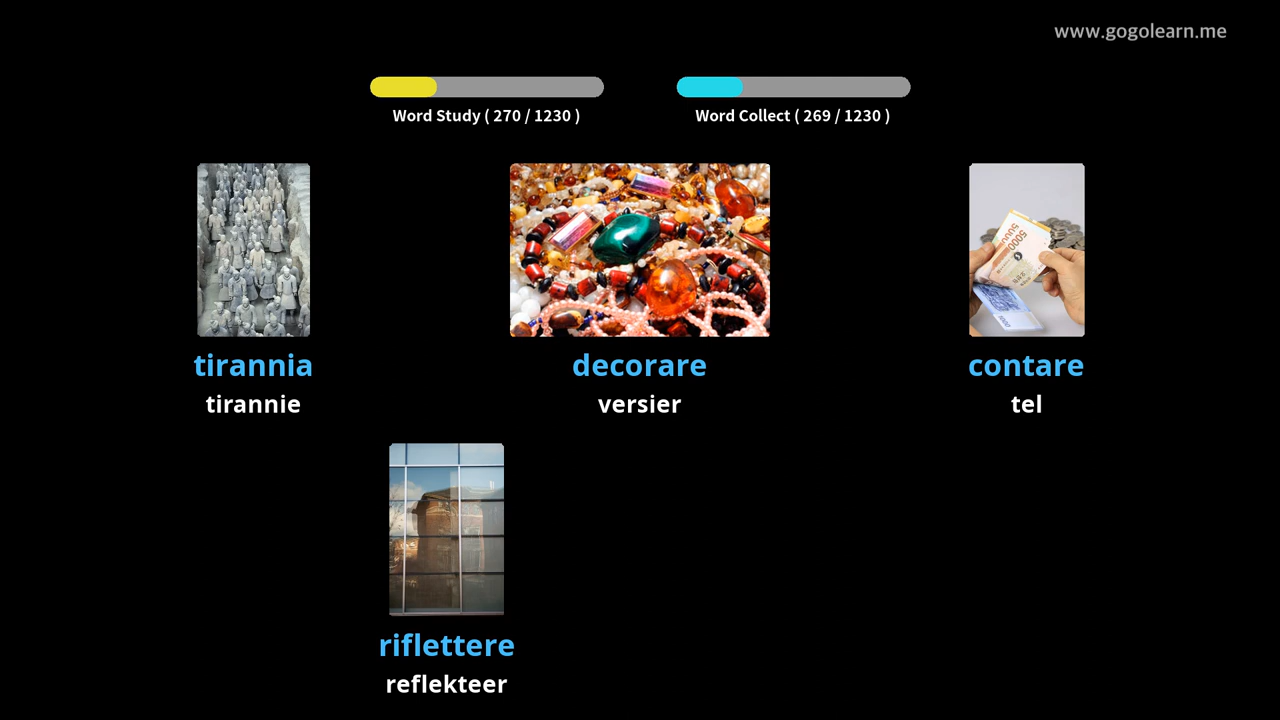 www.gogolearn.me
Word Study ( 270 / 1230 )
Word Collect ( 269 / 1230 )
tirannia
tirannie
decorare
versier
contare
tel
riflettere
reflekteer